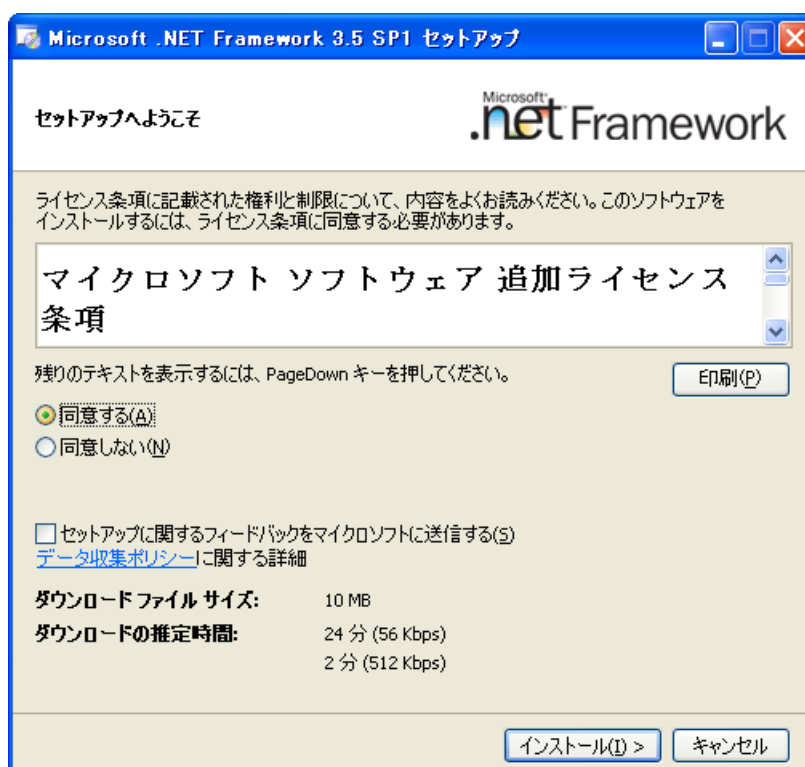 Microsoft .NET Framework 3.5 SP1 セットアップ
セットアップへようこそ
Microsoft
.net Framework
ライセンス条項に記載された権利と制限について、内容をよくお読みください。このソフトウェアを
インストールするには、ライセンス条項に同意する必要があります。
マイクロソフト ソフトウェア 追加ライセンス
条項
残りのテキストを表示するには、PageDown キーを押してください。
印刷(P)
同意する(A)
同意しない(N)
セットアップに関するフィードバックをマイクロソフトに送信する(S)
データ収集ポリシーに関する詳細
ダウンロード ファイル サイズ: 10 MB
ダウンロードの推定時間: 24 分 (56 Kbps)
2 分 (512 Kbps)
インストール(I) > キャンセル